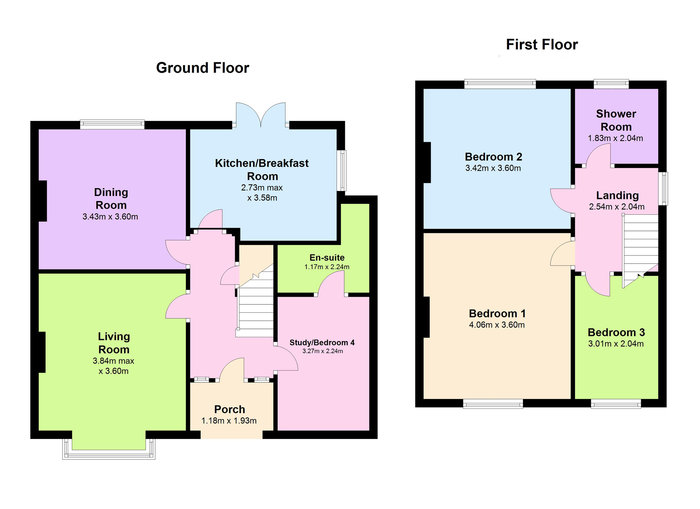 Ground Floor
Dining
Room
3.43m x 3.60m
Kitchen/Breakfast
Room
2.73m max
x 3.58m
En-suite
1.17m x 2.24m
Living
Room
3.84m max
x 3.60m
Study/Bedroom 4
3.27m x 2.24m
Porch
1.18m x 1.93m
First Floor
Bedroom 2
3.42m x 3.60m
Shower
Room
1.83m x 2.04m
Landing
2.54m x 2.04m
Bedroom 1
4.06m x 3.60m
Bedroom 3
3.01m x 2.04m